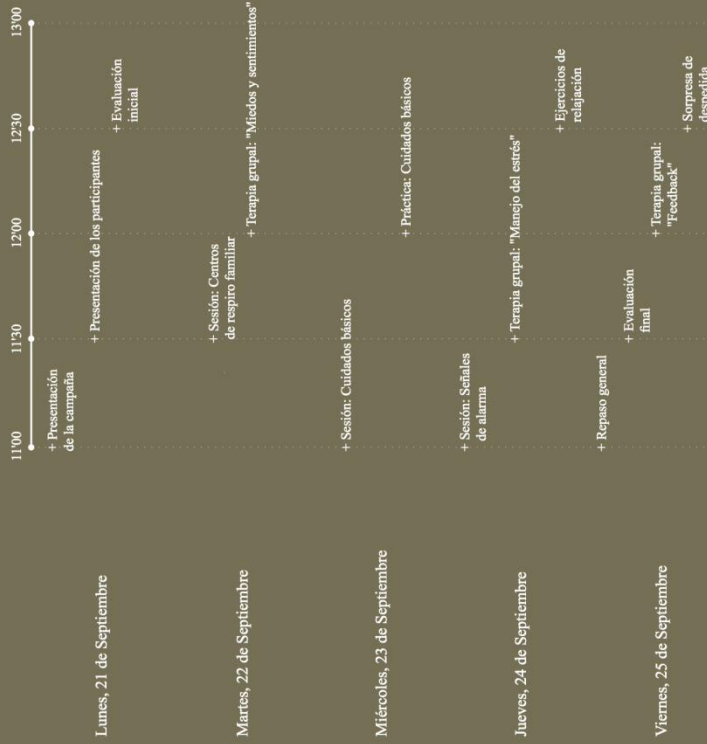 11'00
11'30
12'00
12'30
13'00
Lunes, 21 de Septiembre
+ Presentación
de la campaña
+ Presentación de los participantes
+ Evaluación
inicial
Martes, 22 de Septiembre
+ Sesión: Centros
de respiro familiar
+ Terapia grupal: "Miedos y sentimientos"
Miércoles, 23 de Septiembre
+ Sesión: Cuidados básicos
+ Práctica: Cuidados básicos
Jueves, 24 de Septiembre
+ Sesión: Señales
de alarma
+ Terapia grupal: "Manejo del estrés"
+ Ejercicios de
relajación
Viernes, 25 de Septiembre
+ Repaso general
+ Evaluación
final
+ Terapia grupal:
"Feedback"
+ Sorpresa de
despedida